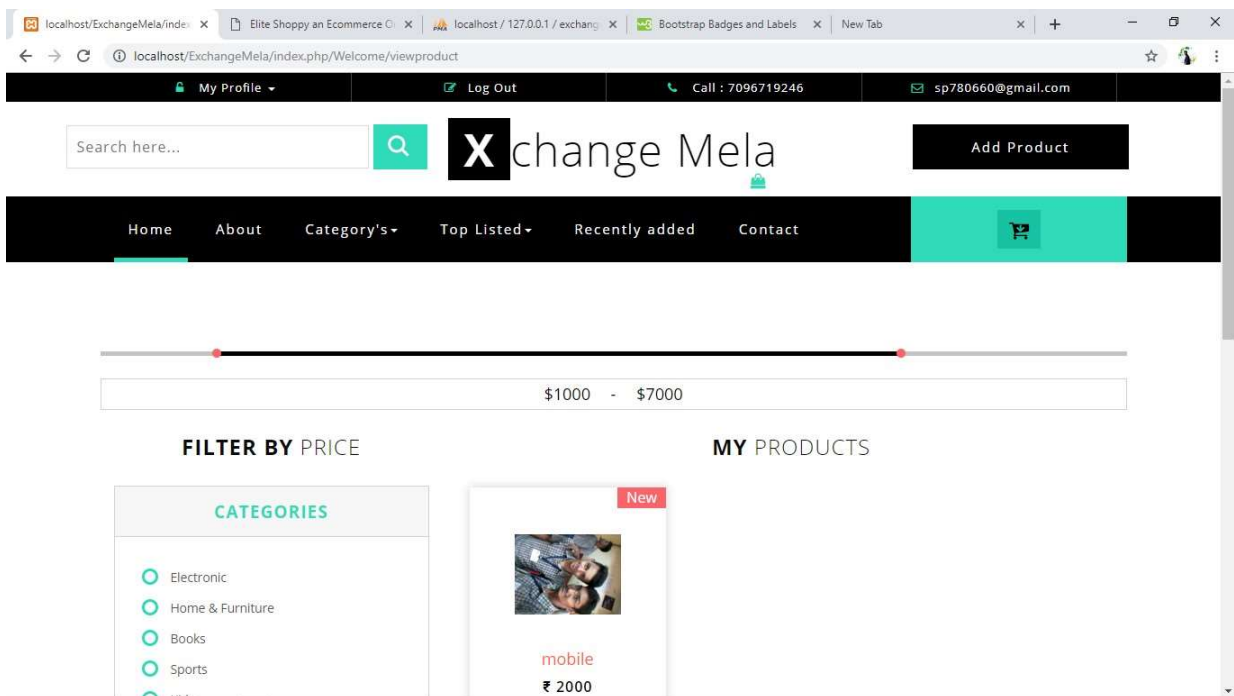 localhost/ExchangeMela/index
Elite Shoppy an Ecommerce O
localhost / 127.0.0.1 / exchang
Bootstrap Badges and Labels
New Tab
localhost/ExchangeMela/index.php/Welcome/viewproduct
My Profile
Log Out
Call : 7096719246
sp780660@gmail.com
Search here...
Xchange Mela
Add Product
Home
About
Category's
Top Listed
Recently added
Contact
$1000 - $7000
FILTER BY PRICE
MY PRODUCTS
CATEGORIES
Electronic
Home & Furniture
Books
Sports
New
mobile
₹ 2000